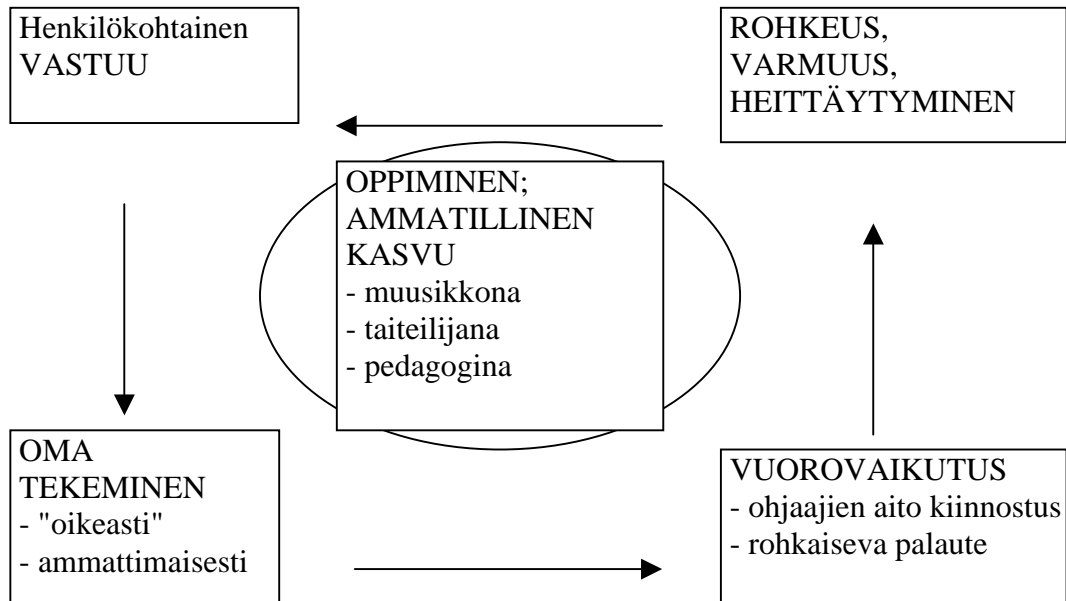 Henkilökohtainen
VASTUU
ROHKEUS,
VARMUUS,
HEITTÄYTYMINEN
OPPIMINEN;
AMMATILLINEN
KASVU
- muusikkona
- taiteilijana
- pedagogina
OMA
TEKEMINEN
- "oikeasti"
- ammattimaisesti
VUOROVAIKUTUS
- ohjaajien aito kiinnostus
- rohkaiseva palaute